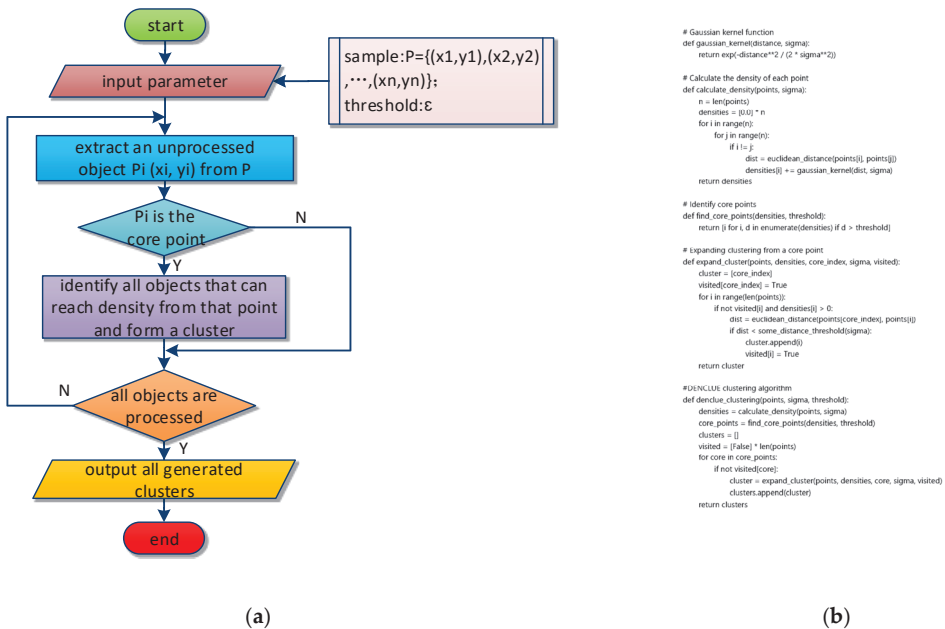 start
input parameter
sample:P={(x1,y1),(x2,y2)
,⋯,(xn,yn)};
threshold:ε
extract an unprocessed
object Pi (xi, yi) from P
Pi is the
core point
N
Y
identify all objects that can
reach density from that point
and form a cluster
N
all objects are
processed
Y
output all generated
clusters
end
(a)
# Gaussian kernel function
def gaussian_kernel(distance, sigma):
return exp(-distance**2 / (2 * sigma**2))
# Calculate the density of each point
def calculate_density(points, sigma):
n = len(points)
densities = [0.0] * n
for i in range(n):
for j in range(n):
if i != j:
dist = euclidean_distance(points[i], points[j])
densities[i] += gaussian_kernel(dist, sigma)
return densities
# Identify core points
def find_core_points(densities, threshold):
return [i for i, d in enumerate(densities) if d > threshold]
# Expanding clustering from a core point
def expand_cluster(points, densities, core_index, sigma, visited):
cluster = [core_index]
visited[core_index] = True
for i in range(len(points)):
if not visited[i] and densities[i] > 0:
dist = euclidean_distance(points[core_index], points[i])
if dist < some_distance_threshold(sigma):
cluster.append(i)
visited[i] = True
return cluster
#DENCLUE clustering algorithm
def denclue_clustering(points, sigma, threshold):
densities = calculate_density(points, sigma)
core_points = find_core_points(densities, threshold)
clusters = []
visited = [False] * len(points)
for core in core_points:
if not visited[core]:
cluster = expand_cluster(points, densities, core, sigma, visited)
clusters.append(cluster)
return clusters
(b)